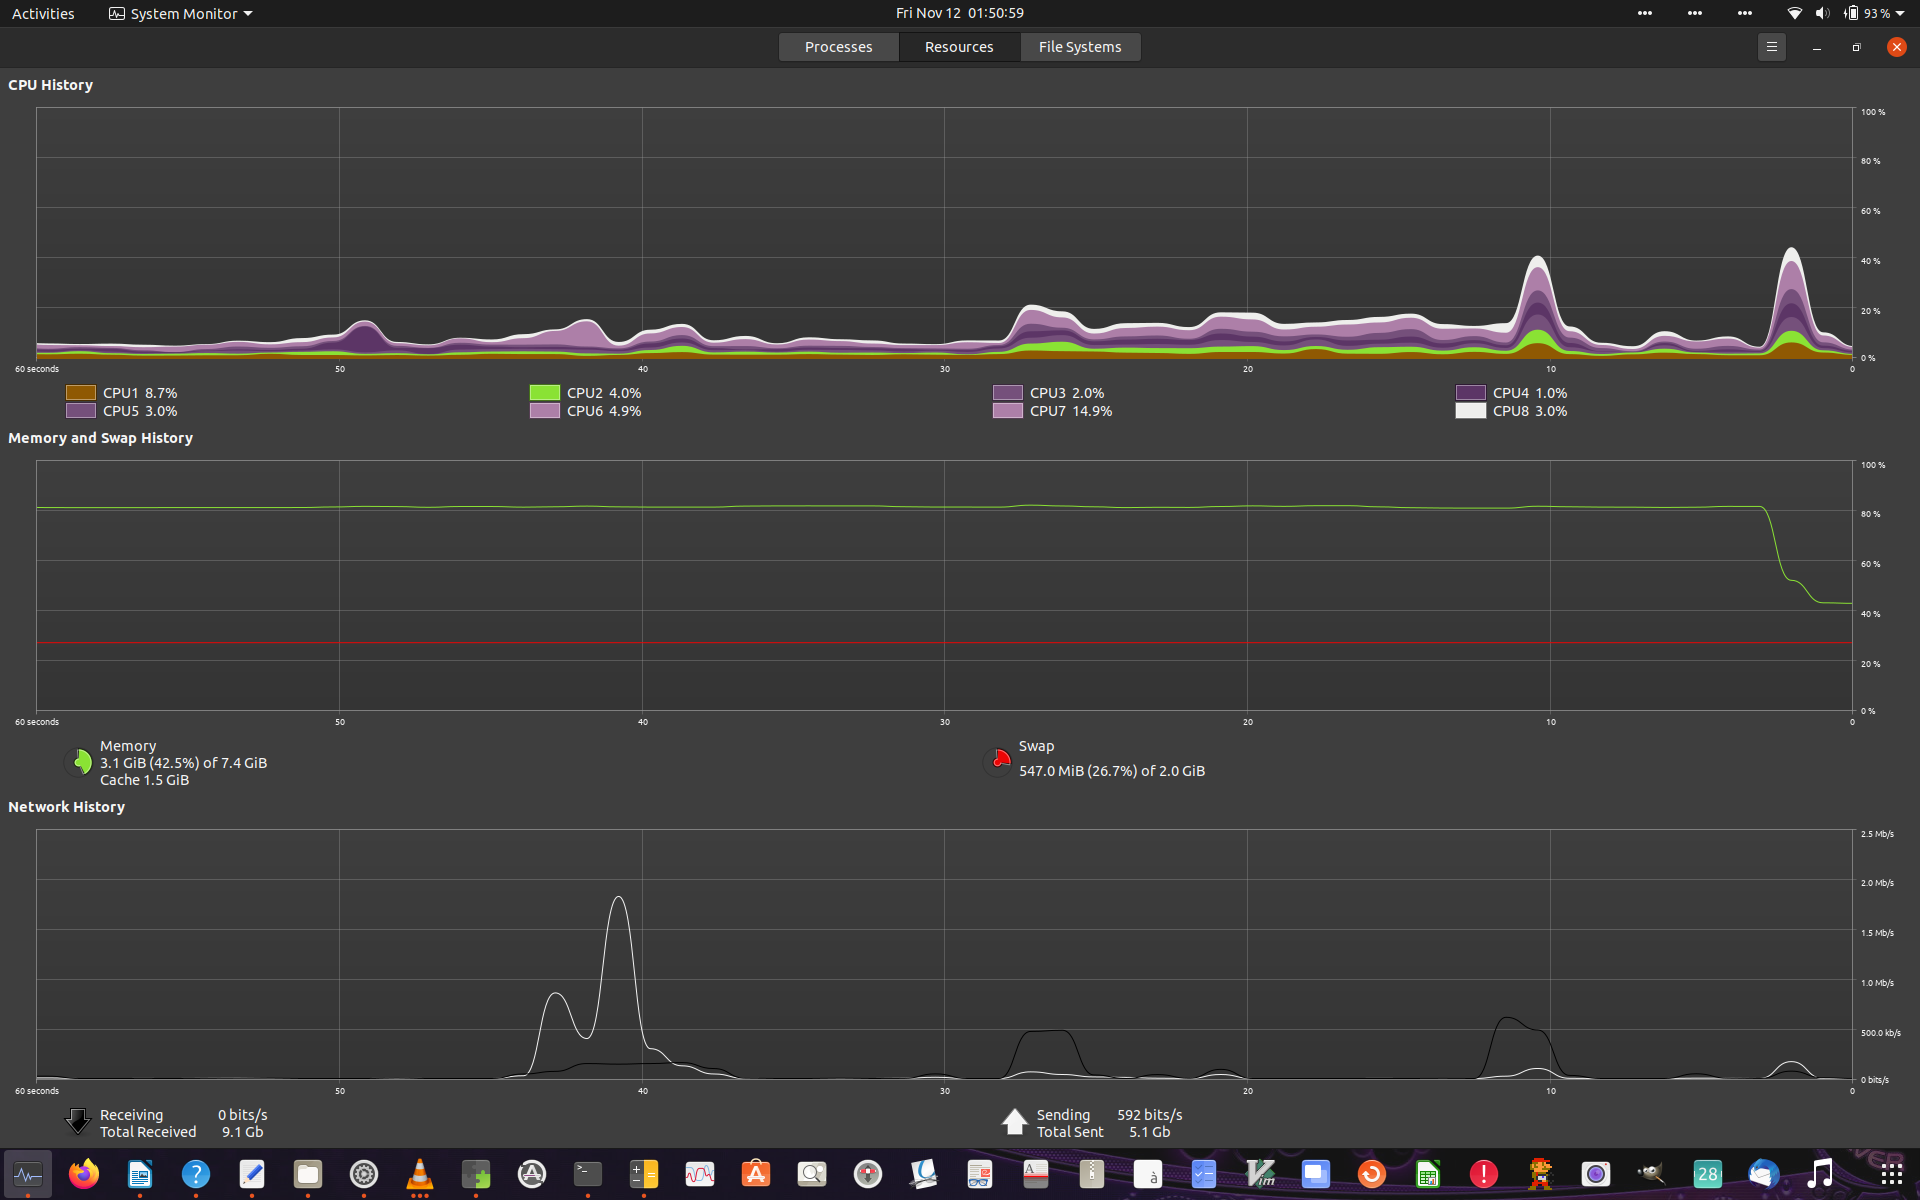 Activities System Monitor Fri Nov 12 01:50:59 93 %
Processes Resources File Systems
CPU History
100 %
80 %
60 %
40 %
20 %
0 %
60 seconds 50 40 30 20 10 0
CPU1 8.7% CPU2 4.0% CPU3 2.0% CPU4 1.0%
CPU5 3.0% CPU6 4.9% CPU7 14.9% CPU8 3.0%
Memory and Swap History
100 %
80 %
60 %
40 %
20 %
0 %
60 seconds 50 40 30 20 10 0
Memory
3.1 GiB (42.5%) of 7.4 GiB
Cache 1.5 GiB
Swap
547.0 MiB (26.7%) of 2.0 GiB
Network History
2.5 Mb/s
2.0 Mb/s
1.5 Mb/s
1.0 Mb/s
500.0 kb/s
0 bits/s
60 seconds 50 40 30 20 10 0
Receiving 0 bits/s Sending 592 bits/s
Total Received 9.1 Gb Total Sent 5.1 Gb
28